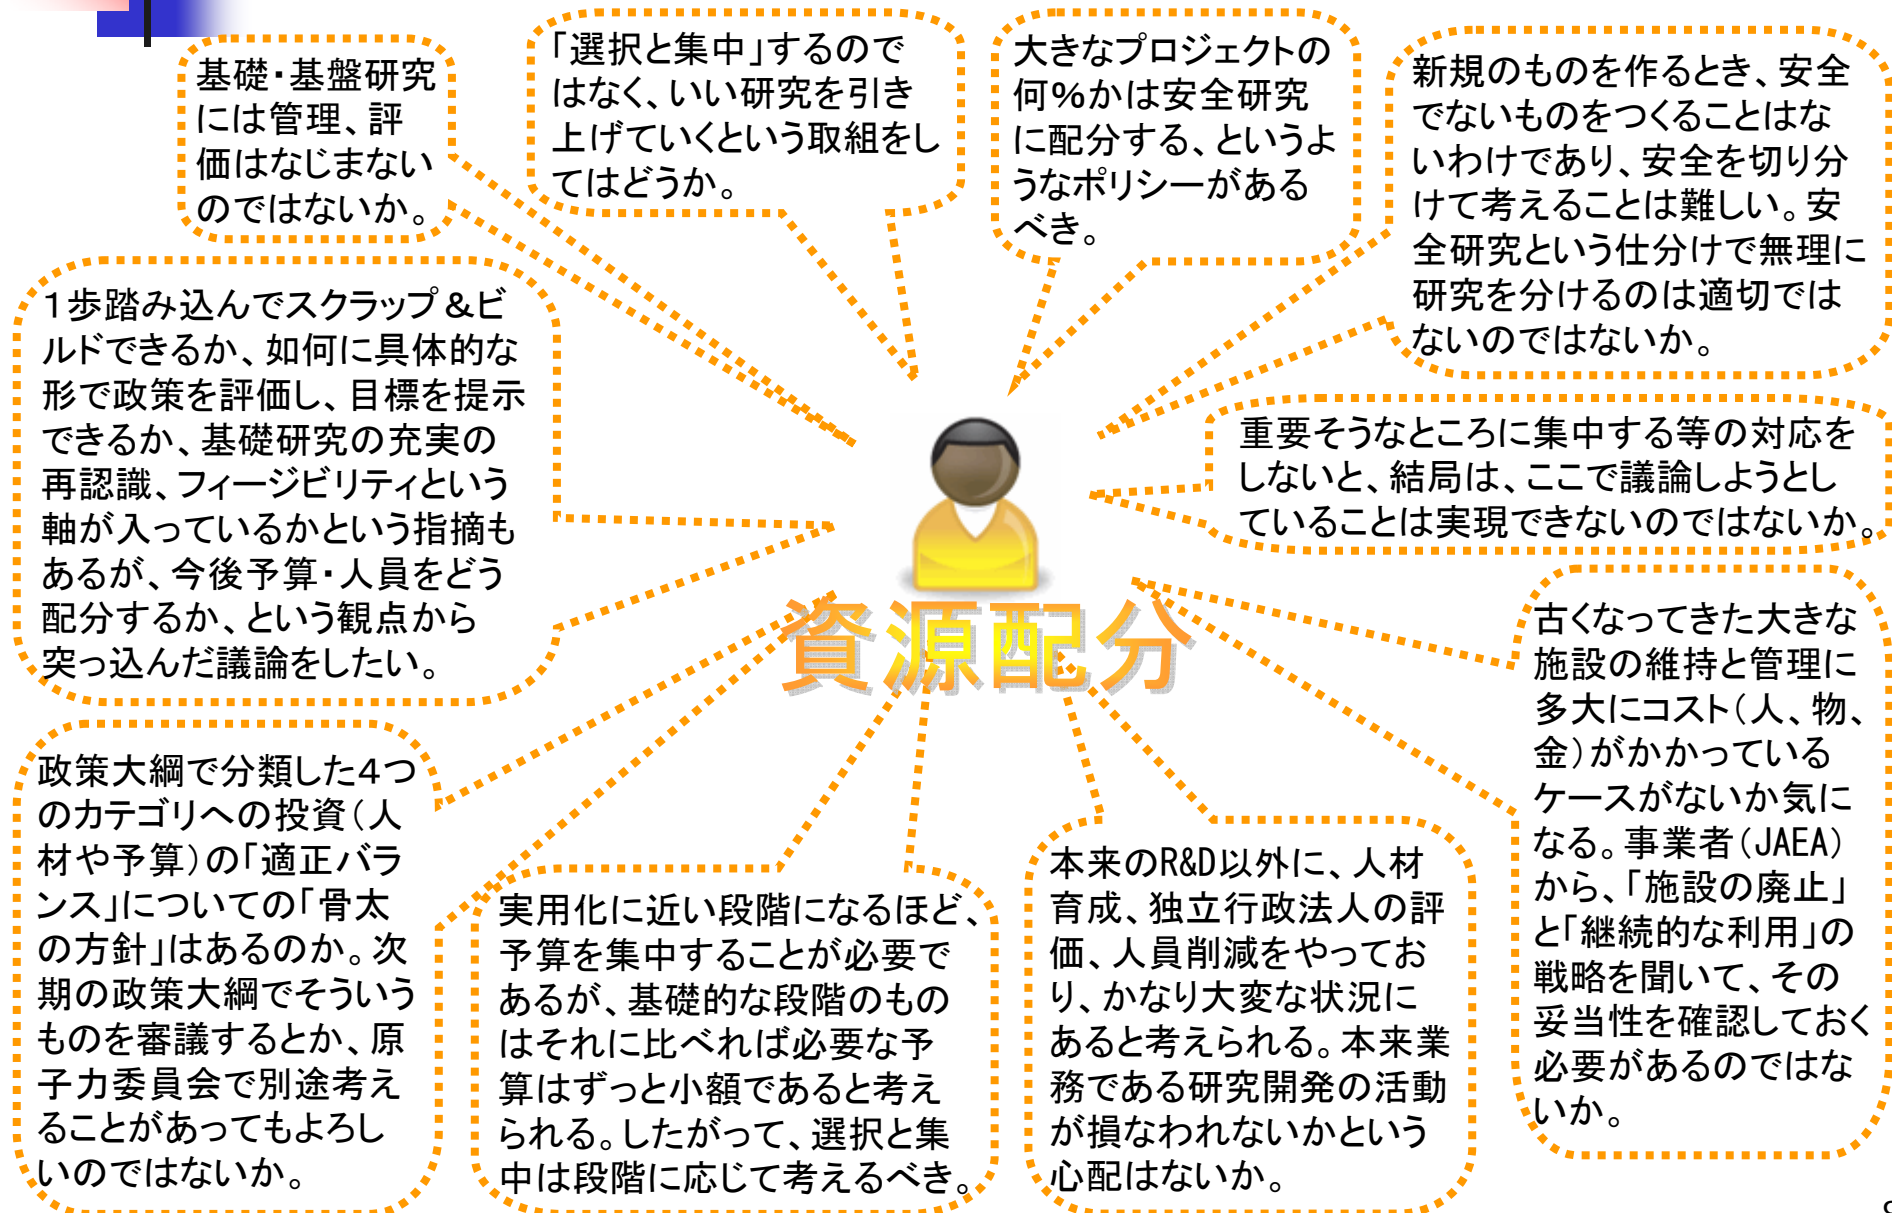 基礎・基盤研究
には管理、評
価はなじまない
のではないか。
「選択と集中」するので
はなく、いい研究を引き
上げていくという取組をし
てはどうか。
大きなプロジェクトの
何%かは安全研究
に配分する、というよ
うなポリシーがある
べき。
新規のものを作るとき、安全
でないものをつくることはな
いわけであり、安全を切り分
けて考えることは難しい。安
全研究という仕分けで無理に
研究を分けるのは適切では
ないのではないか。
1歩踏み込んでスクラップ&ビ
ルドできるか、如何に具体的な
形で政策を評価し、目標を提示
できるか、基礎研究の充実の
再認識、フィージビリティという
軸が入っているかという指摘も
あるが、今後予算・人員をどう
配分するか、という観点から
突っ込んだ議論をしたい。
重要そうなところに集中する等の対応を
しないと、結局は、ここで議論しようとし
ていることは実現できないのではないか。
資源配分
古くなってきた大きな
施設の維持と管理に
多大にコスト(人、物、
金)がかかっている
ケースがないか気に
なる。事業者(JAEA)
から、「施設の廃止」
と「継続的な利用」の
戦略を聞いて、その
妥当性を確認しておく
必要があるのではな
いか。
政策大綱で分類した4つ
のカテゴリへの投資(人
材や予算)の「適正バラ
ンス」についての「骨太
の方針」はあるのか。次
期の政策大綱でそういう
ものを審議するとか、原
子力委員会で別途考え
ることがあってもよろし
いのではないか。
実用化に近い段階になるほど、
予算を集中することが必要で
あるが、基礎的な段階のもの
はそれに比べれば必要な予
算はずっと小額であると考え
られる。したがって、選択と集
中は段階に応じて考えるべき。
本来のR&D以外に、人材
育成、独立行政法人の評
価、人員削減をやってお
り、かなり大変な状況に
あると考えられる。本来業
務である研究開発の活動
が損なわれないかという
心配はないか。